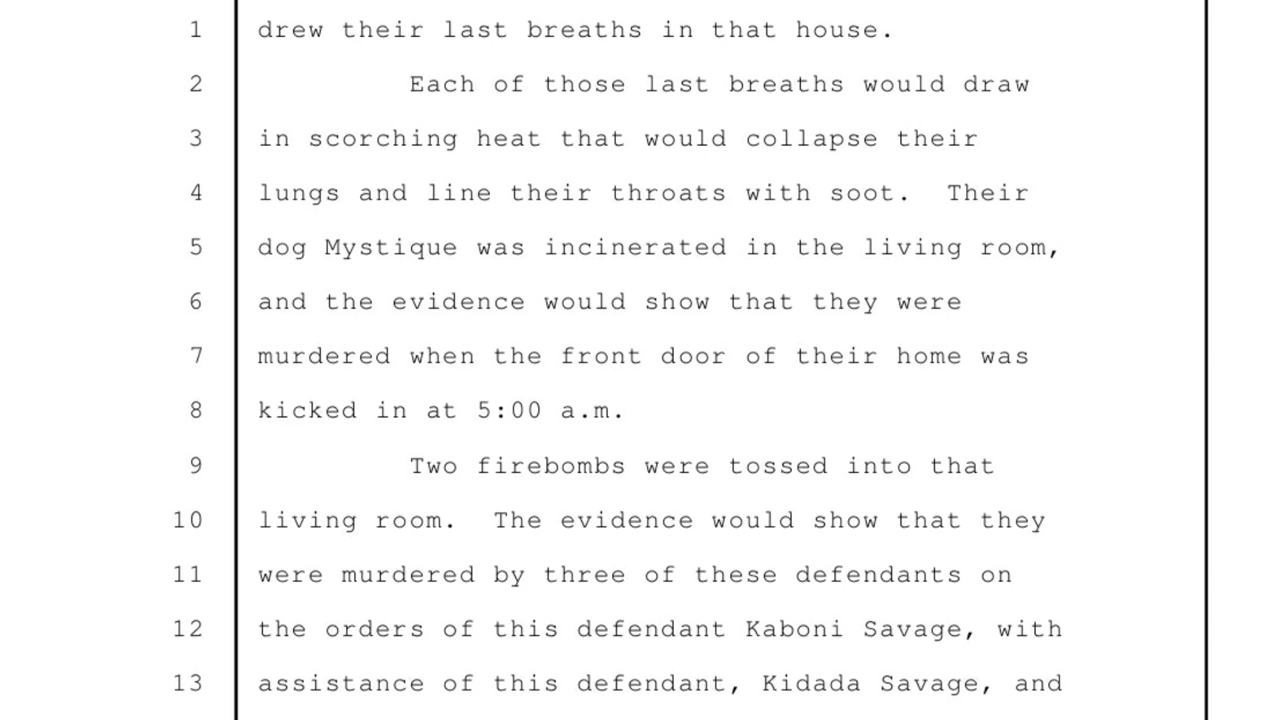 1 drew their last breaths in that house.
2 Each of those last breaths would draw
3 in scorching heat that would collapse their
4 lungs and line their throats with soot. Their
5 dog Mystique was incinerated in the living room,
6 and the evidence would show that they were
7 murdered when the front door of their home was
8 kicked in at 5:00 a.m.
9 Two firebombs were tossed into that
10 living room. The evidence would show that they
11 were murdered by three of these defendants on
12 the orders of this defendant Kaboni Savage, with
13 assistance of this defendant, Kidada Savage, and